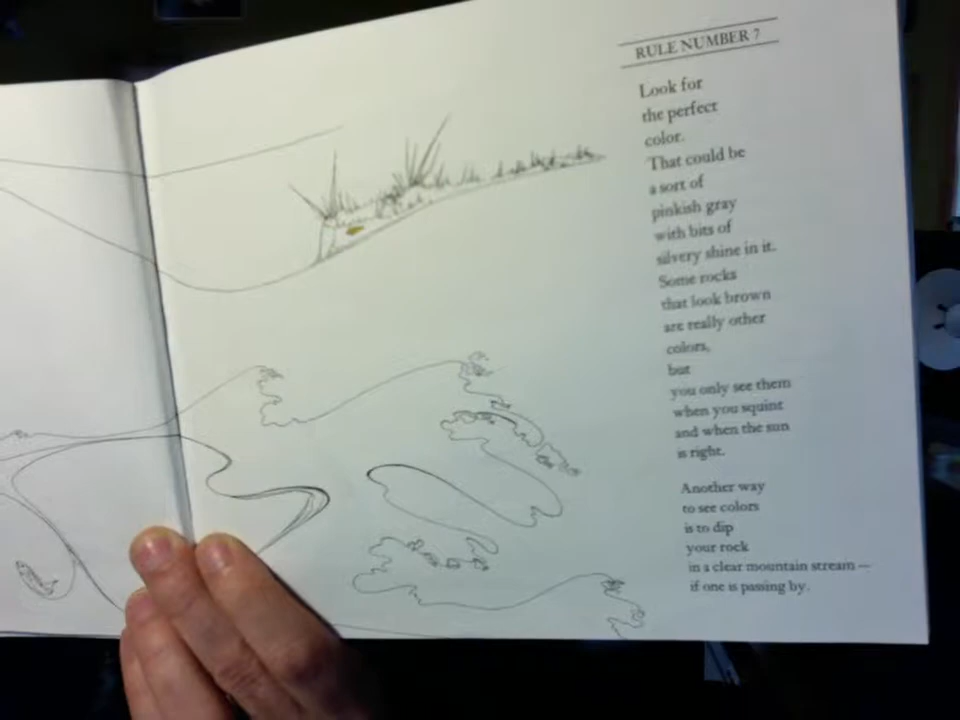 RULE NUMBER 7
Look for
the perfect
color.
That could be
a sort of
pinkish gray
with bits of
silvery shine in it.
Some rocks
that look brown
are really other
colors,
but
you only see them
when you squint
and when the sun
is right.
Another way
to see colors
is to dip
your rock
in a clear mountain stream —
if one is passing by.